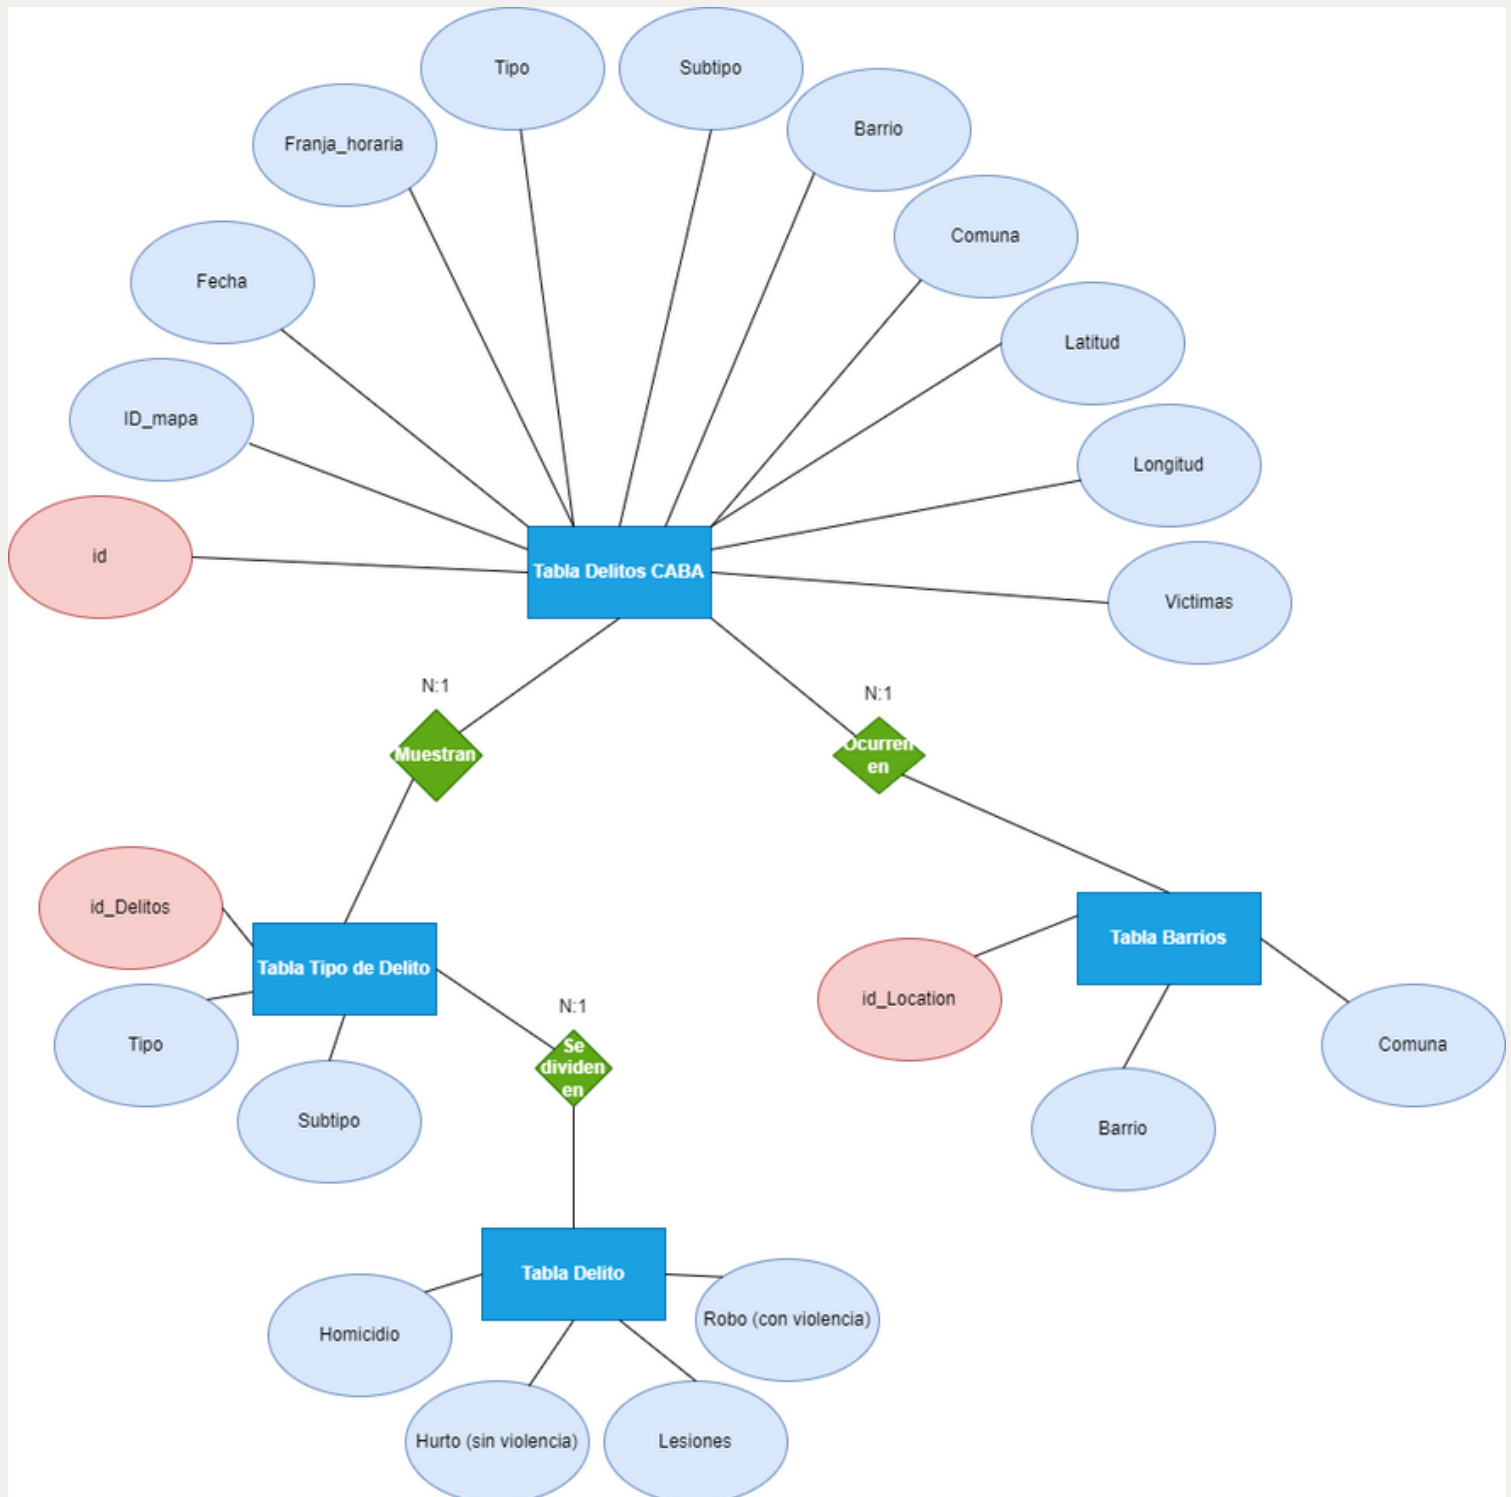 Tipo
Subtipo
Barrio
Franja_horaria
Comuna
Fecha
Latitud
ID_mapa
Longitud
id
Tabla Delitos CABA
Victimas
N:1
N:1
Muestran
Ocurren
en
id_Delitos
Tabla Tipo de Delito
Tabla Barrios
id_Location
Tipo
Subtipo
N:1
Se
dividen
en
Comuna
Barrio
Tabla Delito
Homicidio
Robo (con violencia)
Hurto (sin violencia)
Lesiones